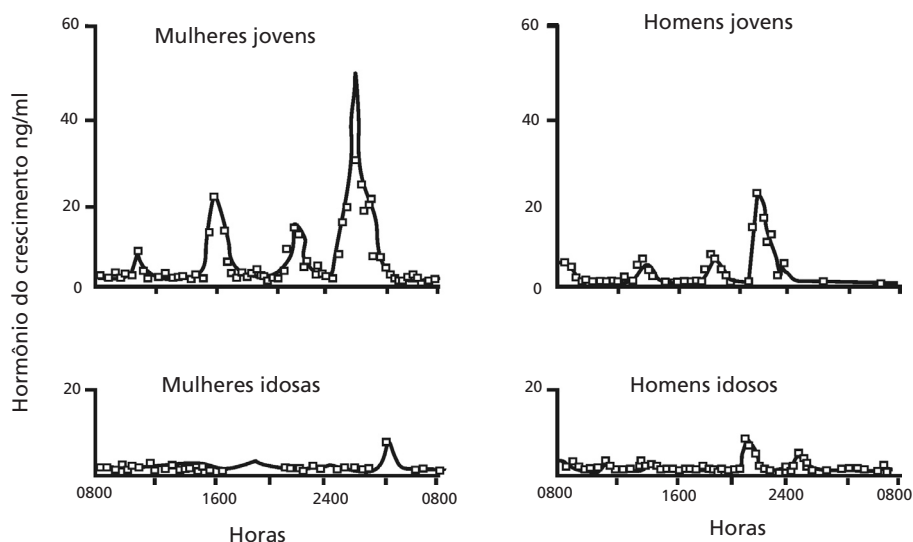 Hormônio do crescimento ng/ml
Mulheres jovens
60
40
20
0
Homens jovens
60
40
20
0
Mulheres idosas
20
0800
1600
2400
0800
Horas
Homens idosos
20
0800
1600
2400
0800
Horas